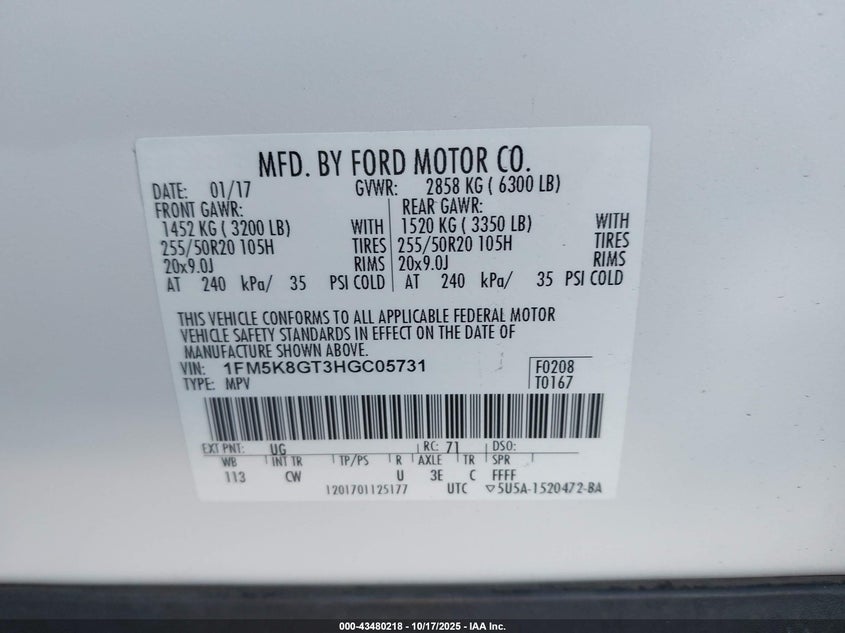 MFD. BY FORD MOTOR CO.
DATE: 01/17 GVWR: 2858 KG ( 6300 LB)
FRONT GAWR: REAR GAWR:
1452 KG ( 3200 LB) WITH 1520 KG ( 3350 LB) WITH
255/50R20 105H TIRES 255/50R20 105H TIRES
20x9.0J RIMS 20x9.0J RIMS
AT 240 kPa/ 35 PSI COLD AT 240 kPa/ 35 PSI COLD
THIS VEHICLE CONFORMS TO ALL APPLICABLE FEDERAL MOTOR
VEHICLE SAFETY STANDARDS IN EFFECT ON THE DATE OF
MANUFACTURE SHOWN ABOVE.
VIN: 1FM5K8GT3HGC05731 F0208
TYPE: MPV T0167
EXT PNT: UG RC: 71 DSO:
WB INT TR TP/PS R AXLE TR SPR
113 CW U 3E C FFFF
1201701125177 UTC ▽5U5A-1520472-BA
000-43480218 - 10/17/2025 - IAA Inc.